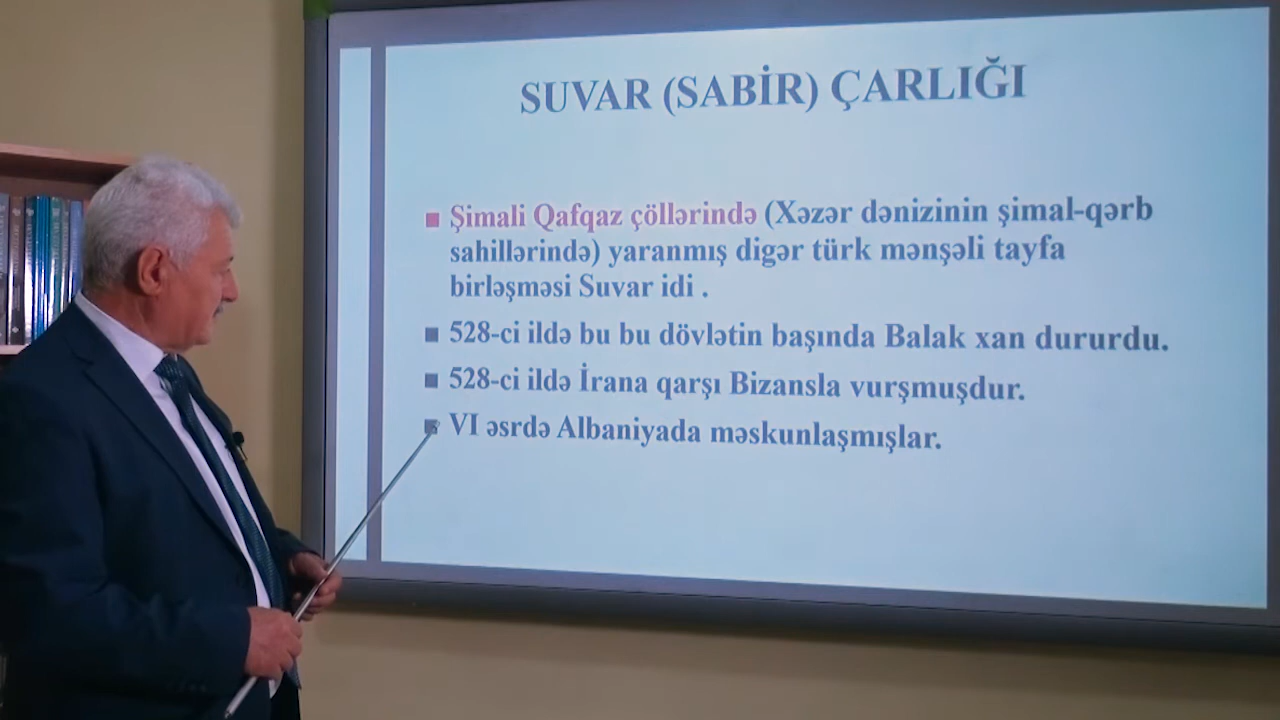 SUVAR (SABİR) ÇARLIĞI
Şimali Qafqaz çöllərində (Xəzər dənizinin şimal-qərb
sahillərində) yaranmış digər türk mənşəli tayfa
birləşməsi Suvar idi .
528-ci ildə bu bu dövlətin başında Balak xan dururdu.
528-ci ildə İrana qarşı Bizansla vurşmuşdur.
VI əsrdə Albaniyada məskunlaşmışlar.